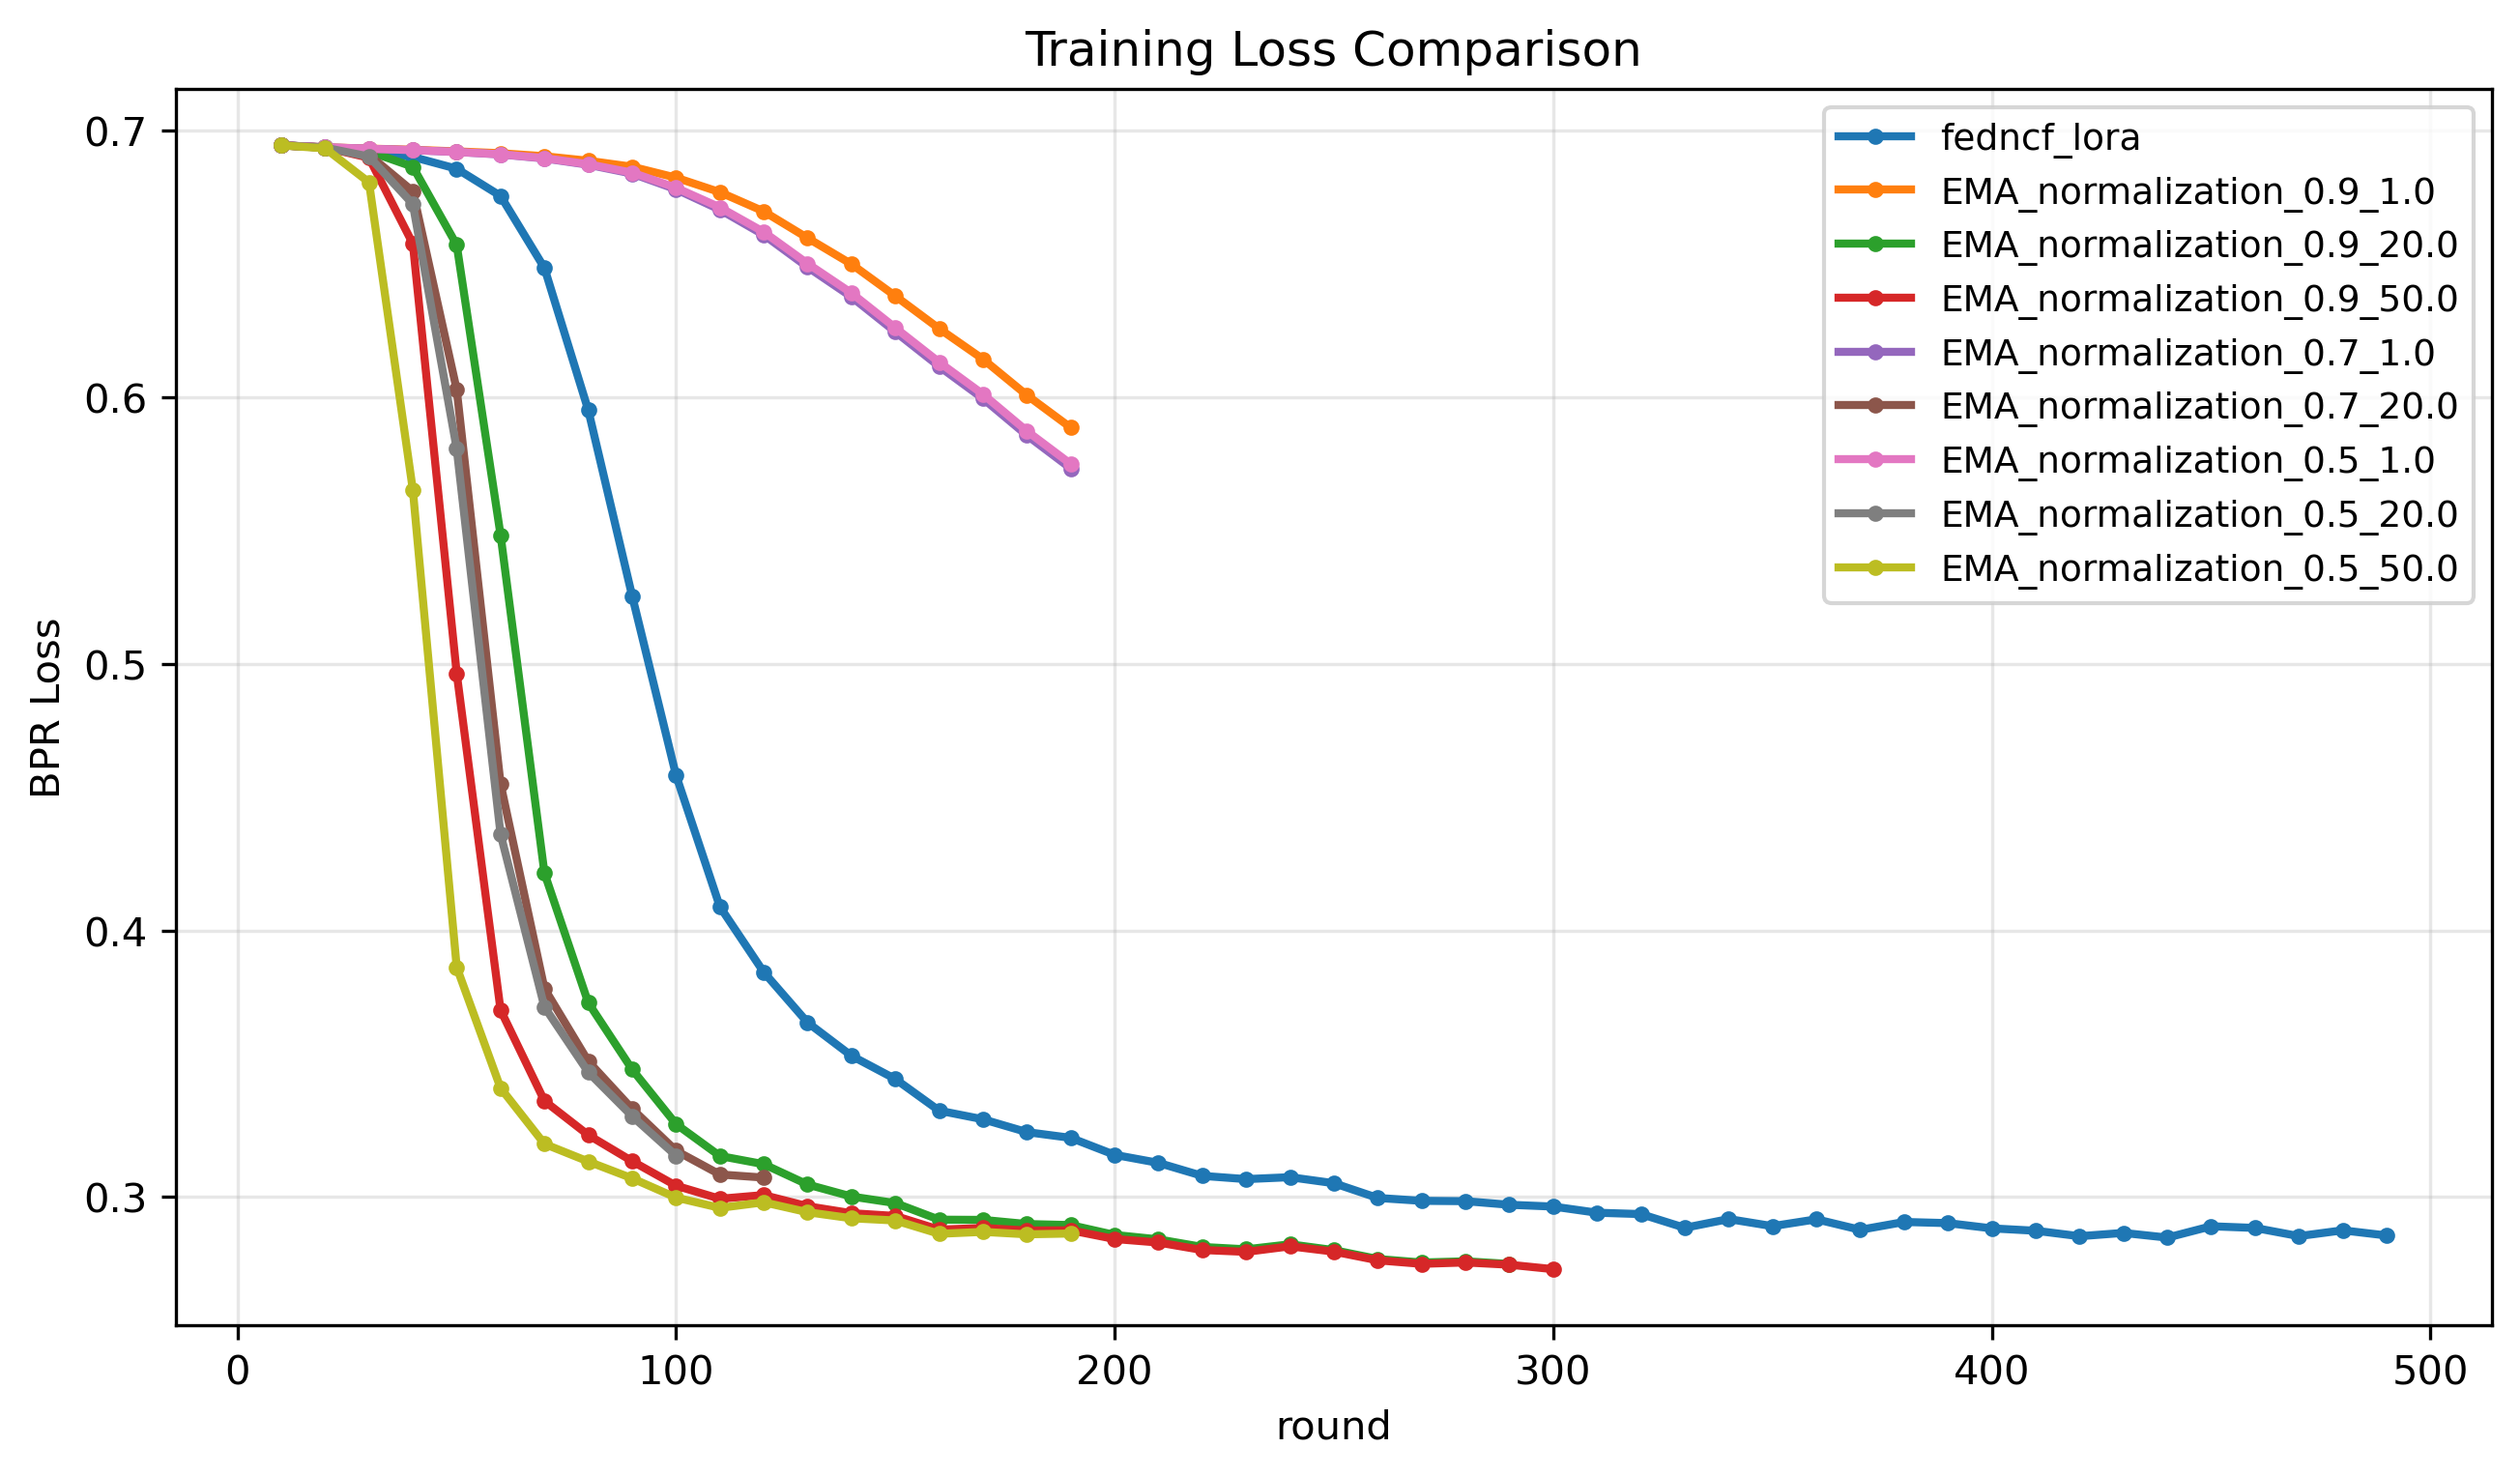 Training Loss Comparison
0.7
0.6
0.5
0.4
0.3
BPR Loss
fedncf_lora
EMA_normalization_0.9_1.0
EMA_normalization_0.9_20.0
EMA_normalization_0.9_50.0
EMA_normalization_0.7_1.0
EMA_normalization_0.7_20.0
EMA_normalization_0.5_1.0
EMA_normalization_0.5_20.0
EMA_normalization_0.5_50.0
0 100 200 300 400 500
round